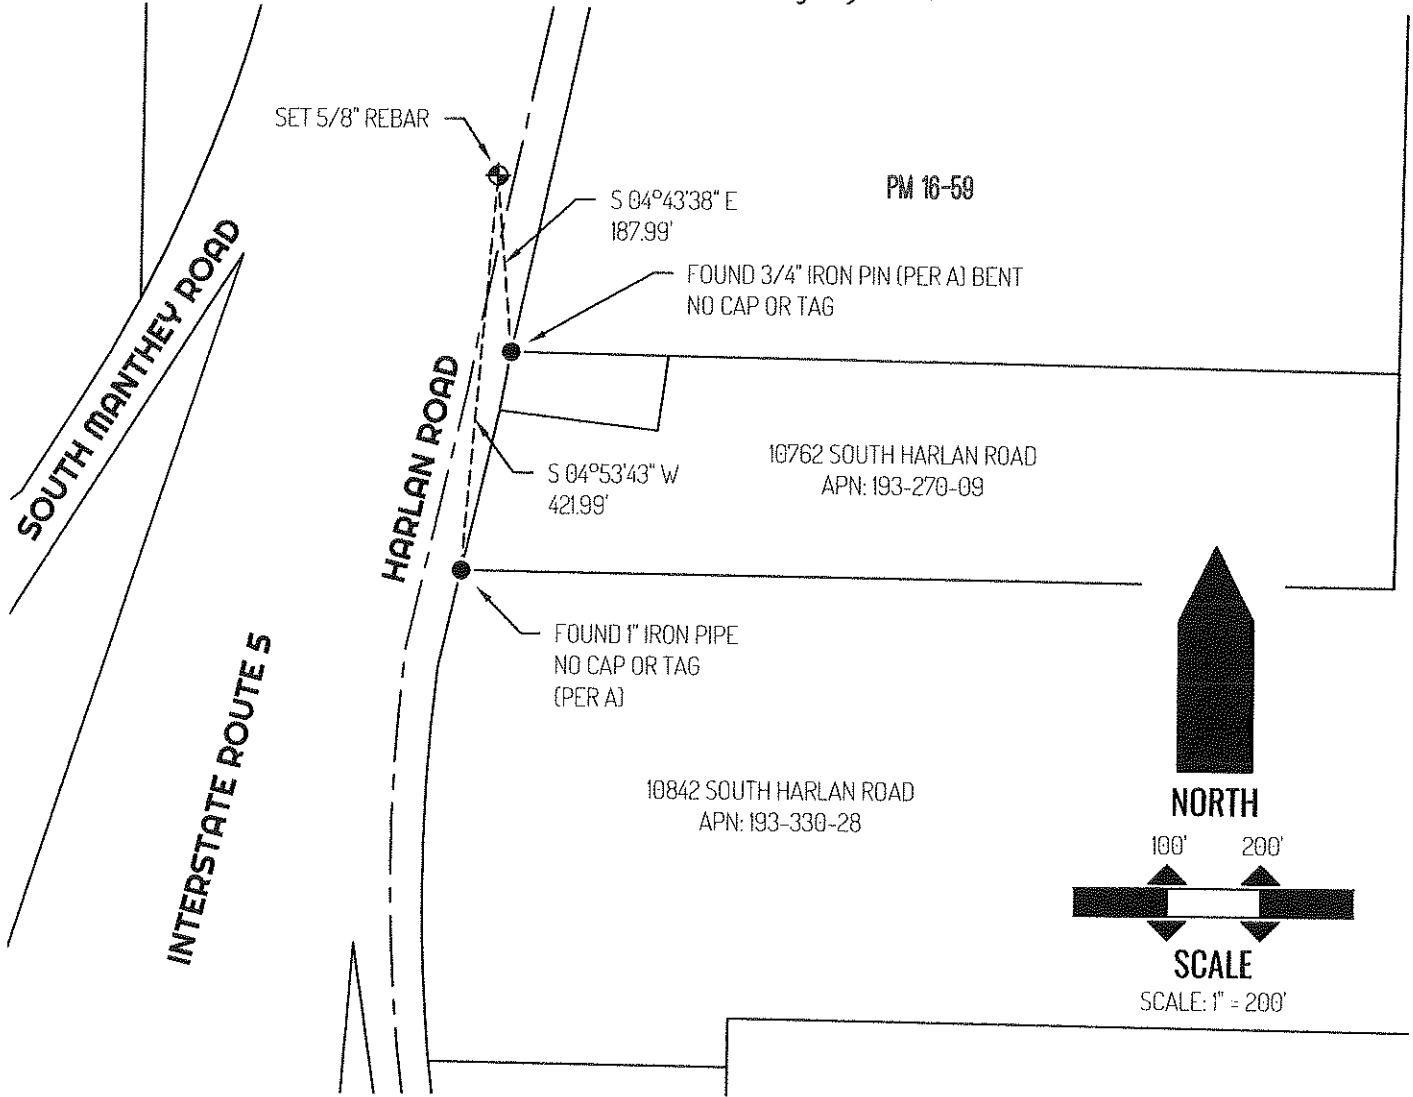 SET 5/8" REBAR
PM 16-59
S 04°43'38" E
187.99'
FOUND 3/4" IRON PIN (PER A) BENT
NO CAP OR TAG
SOUTH MANTHEY ROAD
HARLAN ROAD
10762 SOUTH HARLAN ROAD
APN: 193-270-09
S 04°53'43" W
421.99'
FOUND 1" IRON PIPE
NO CAP OR TAG
(PER A)
INTERSTATE ROUTE 5
10842 SOUTH HARLAN ROAD
APN: 193-330-28
NORTH
100' 200'
SCALE
SCALE: 1" = 200'